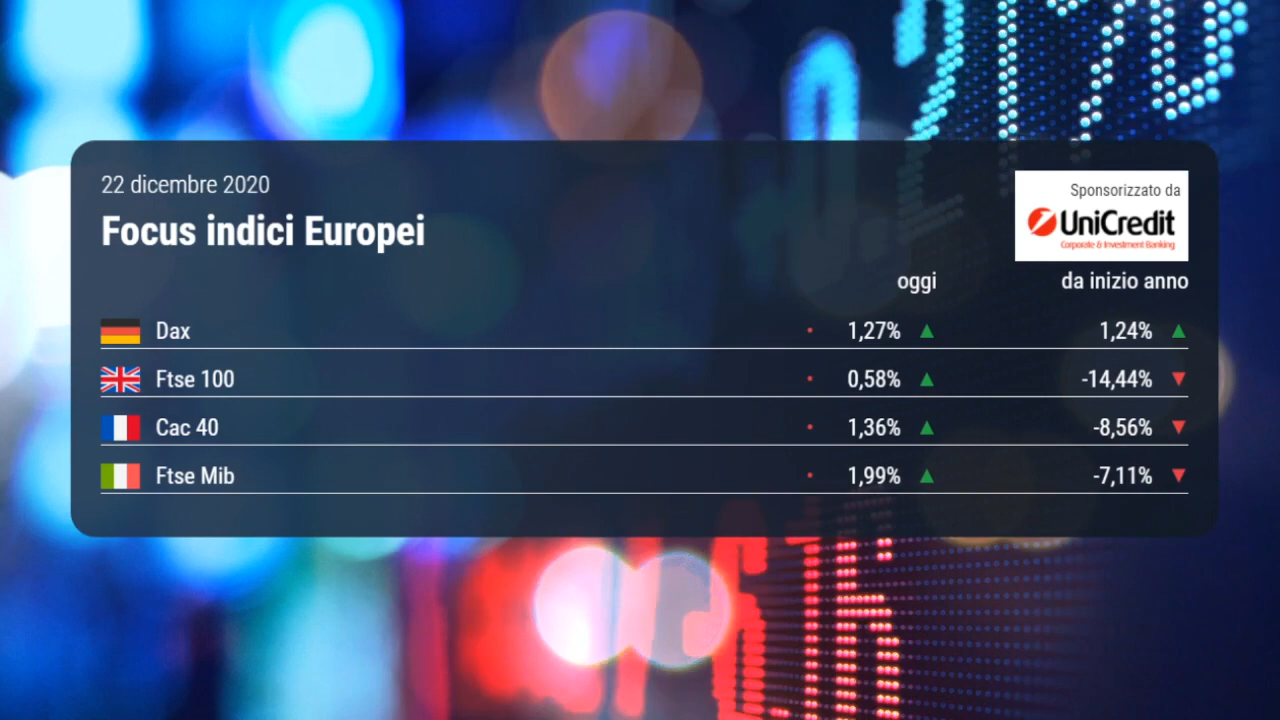 22 dicembre 2020
Focus indici Europei
Sponsorizzato da
UniCredit
Corporate & Investment Banking
oggi da inizio anno
Dax 1,27% 1,24%
Ftse 100 0,58% -14,44%
Cac 40 1,36% -8,56%
Ftse Mib 1,99% -7,11%